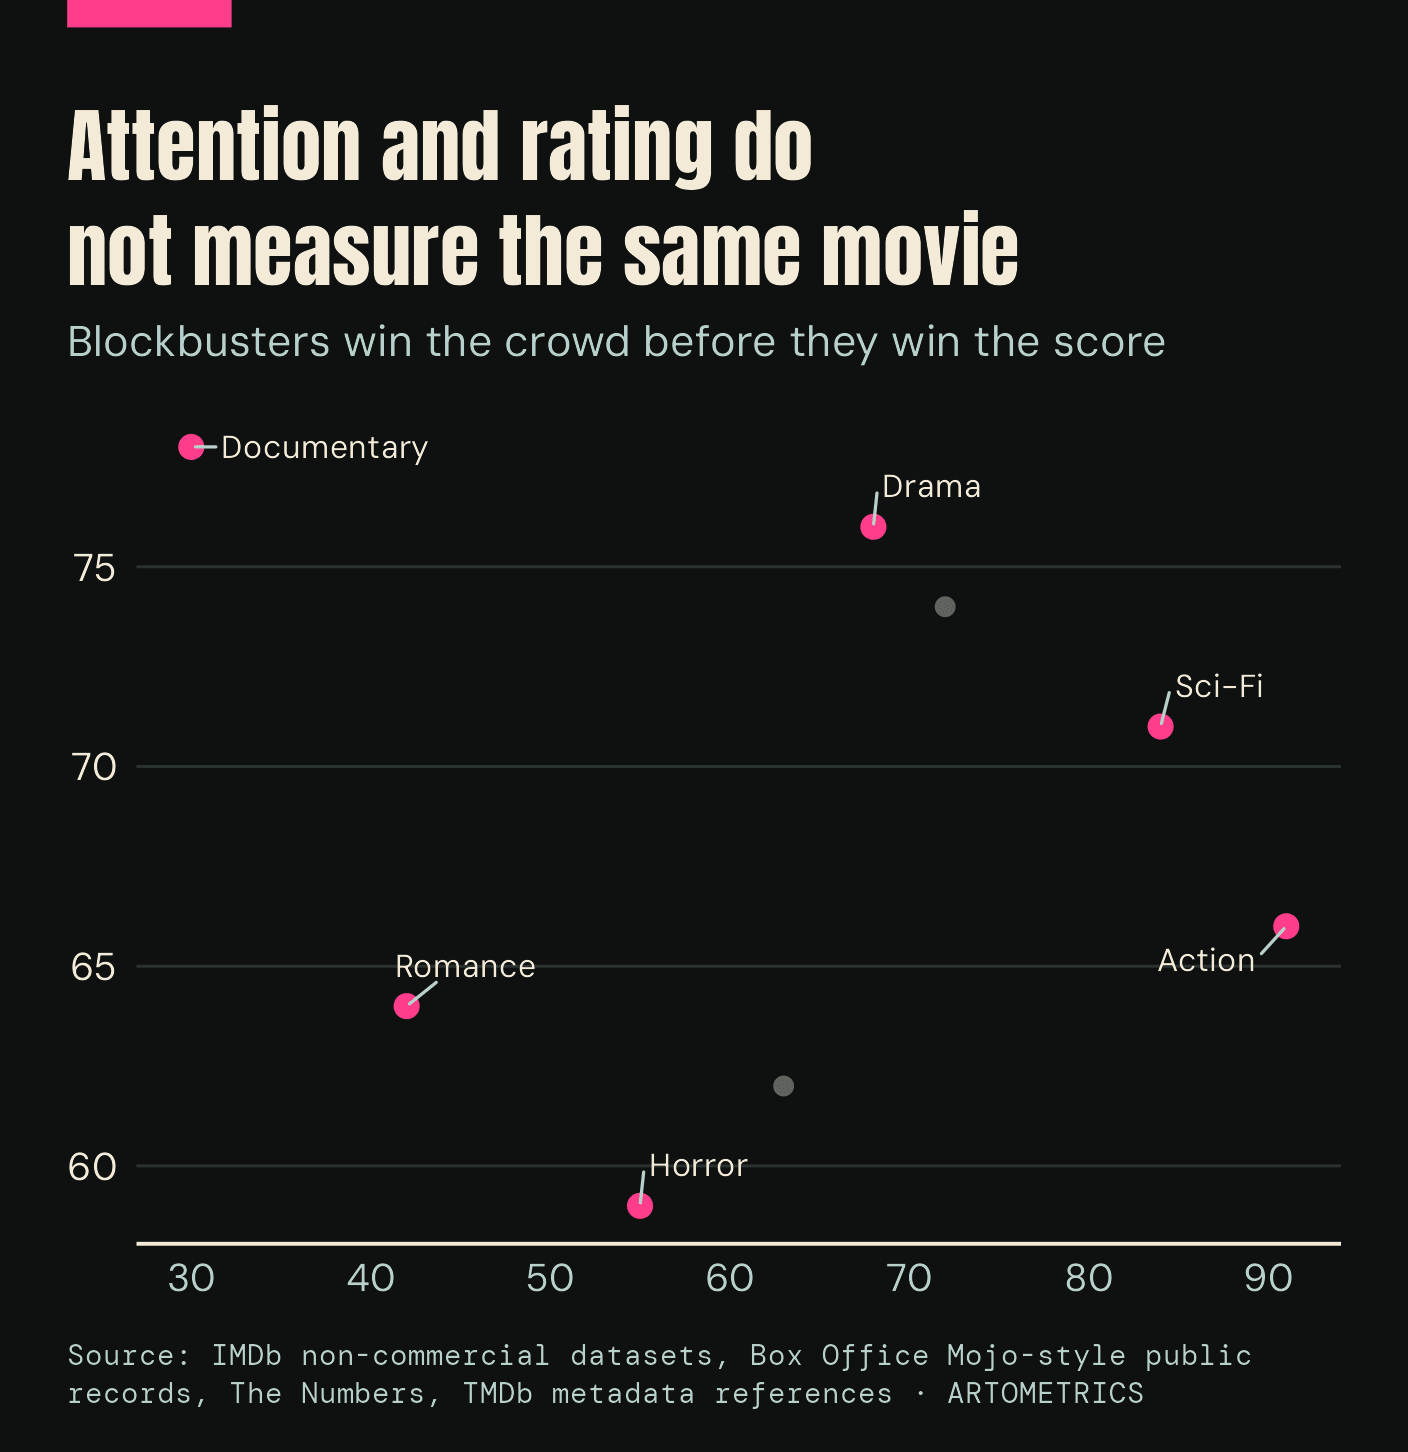 Attention and rating do
not measure the same movie
Blockbusters win the crowd before they win the score
Documentary
Drama
75
Sci-Fi
70
Action
65
Romance
60
Horror
30 40 50 60 70 80 90
Source: IMDb non-commercial datasets, Box Office Mojo-style public
records, The Numbers, TMDb metadata references · ARTOMETRICS